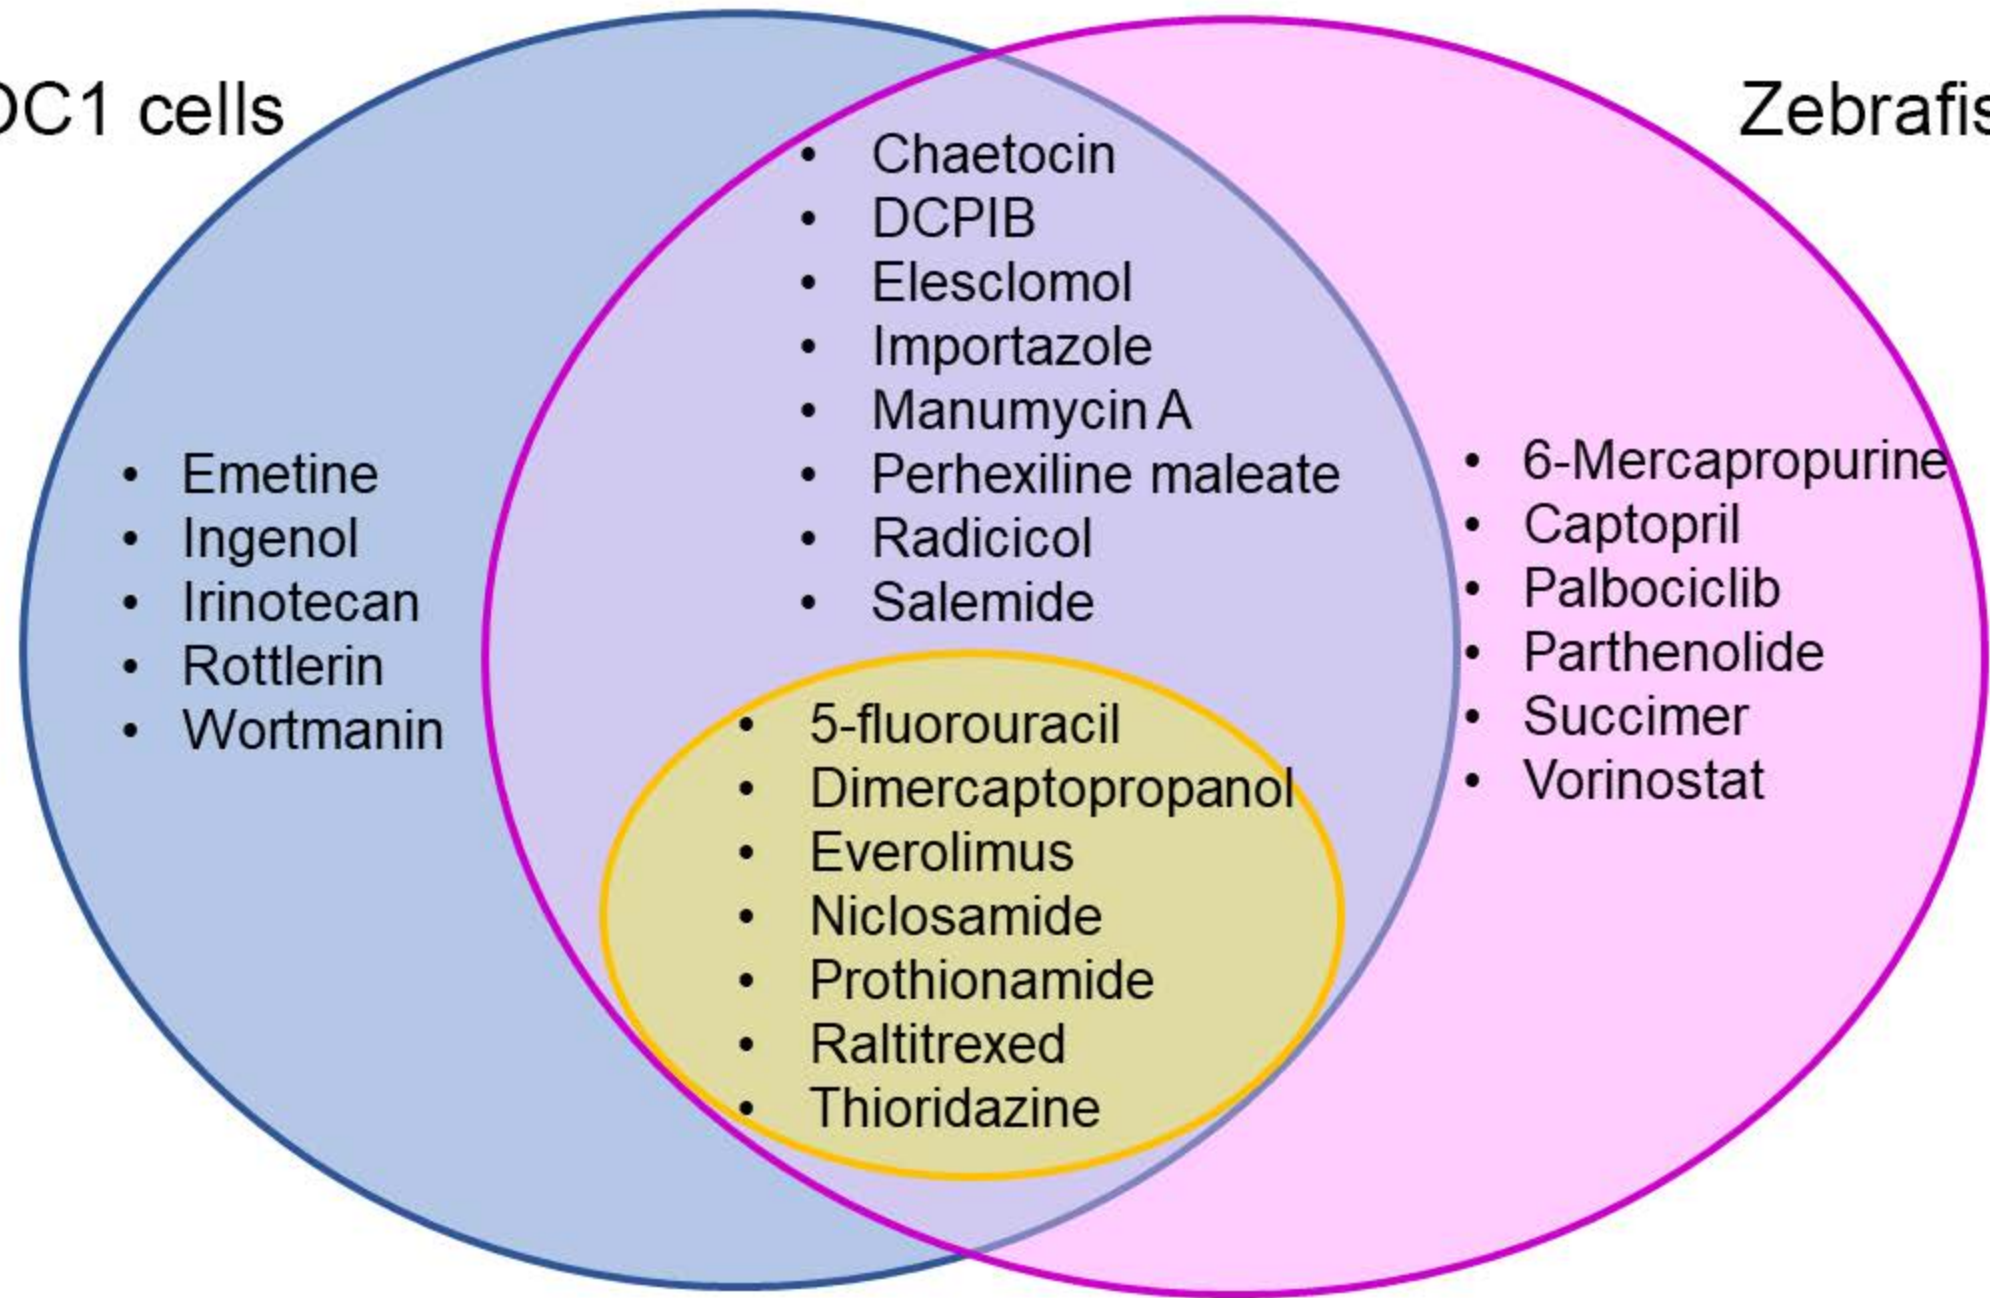 OC1 cells
Zebrafis
• Chaetocin
• DCPIB
• Elesclomol
• Importazole
• Manumycin A
• Perhexiline maleate
• Radicicol
• Salemide
• Emetine
• Ingenol
• Irinotecan
• Rottlerin
• Wortmanin
• 6-Mercapropurine
• Captopril
• Palbociclib
• Parthenolide
• Succimer
• Vorinostat
• 5-fluorouracil
• Dimercaptopropanol
• Everolimus
• Niclosamide
• Prothionamide
• Raltitrexed
• Thioridazine